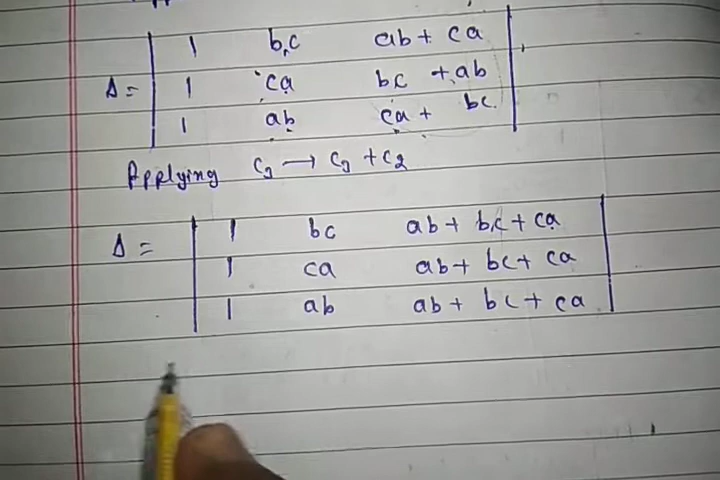 1 bc ab + ca
Δ = 1 ca bc + ab
1 ab ca + bc
Applying C3 → C3 + C2
Δ = 1 bc ab + bc + ca
1 ca ab + bc + ca
1 ab ab + bc + ca